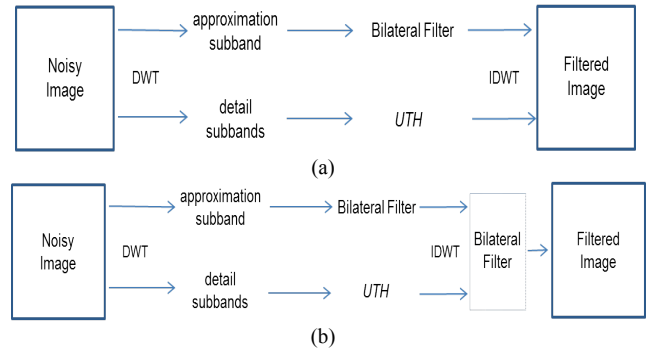 approximation
subband
Bilateral Filter
Noisy
Image
DWT
IDWT
Filtered
Image
detail
subbands
UTH
(a)
approximation
subband
Bilateral Filter
Noisy
Image
DWT
IDWT
Bilateral
Filter
Filtered
Image
detail
subbands
UTH
(b)